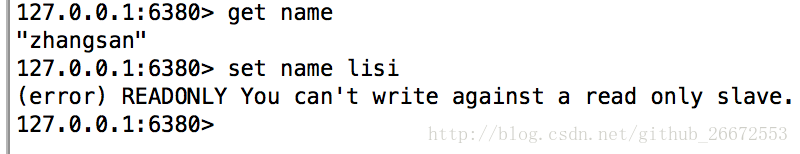 127.0.0.1:6380> get name
"zhangsan"
127.0.0.1:6380> set name lisi
(error) READONLY You can't write against a read only slave.
127.0.0.1:6380>
http://blog.csdn.net/github_26672553